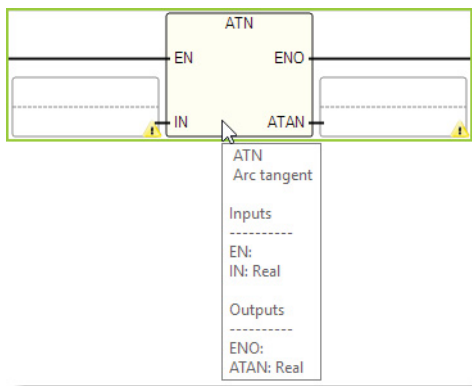 ATN
EN ENO
IN ATAN
ATN
Arc tangent
Inputs
----------
EN:
IN: Real
Outputs
----------
ENO:
ATAN: Real